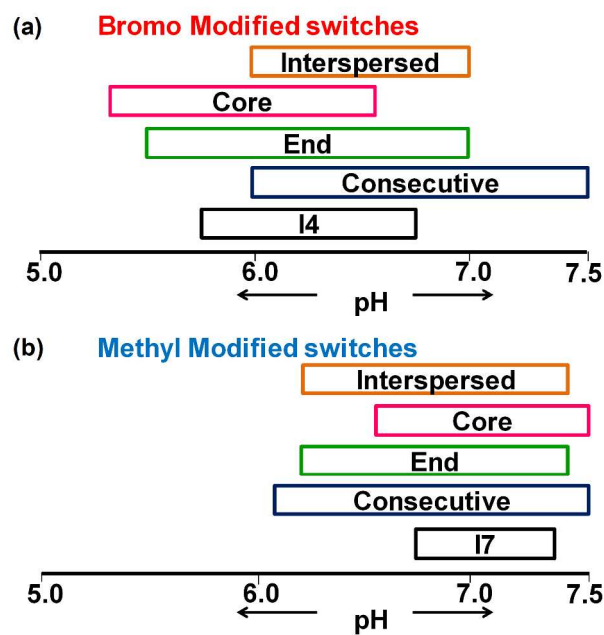 (a) Bromo Modified switches
Interspersed
Core
End
Consecutive
I4
5.0 6.0 7.0 7.5
pH
(b) Methyl Modified switches
Interspersed
Core
End
Consecutive
I7
5.0 6.0 7.0 7.5
pH